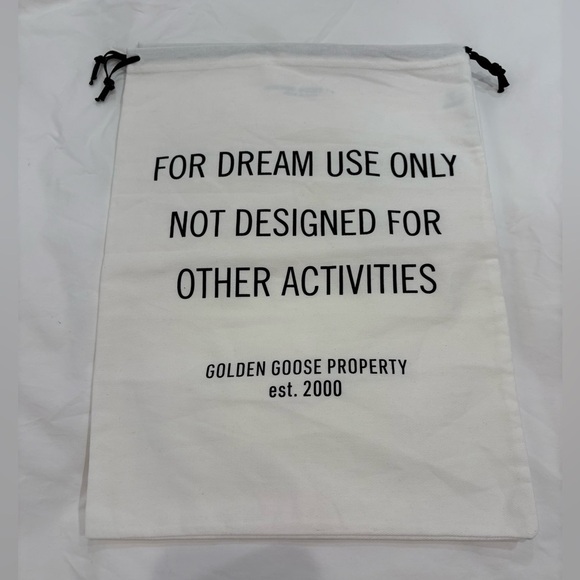 FOR DREAM USE ONLY
NOT DESIGNED FOR
OTHER ACTIVITIES
GOLDEN GOOSE PROPERTY
est. 2000